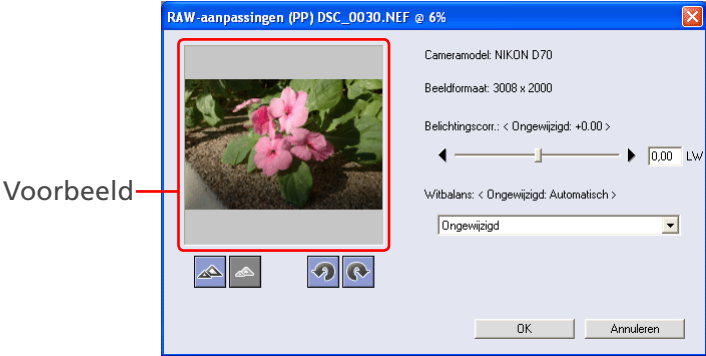 RAW-aanpassingen (PP) DSC_0030.NEF @ 6%
Cameramodel: NIKON D70
Beeldformaat: 3008 x 2000
Belichtingscorr.: < Ongewijzigd: +0.00 >
0,00 LW
Voorbeeld
Witbalans: < Ongewijzigd: Automatisch >
Ongewijzigd
OK Annuleren